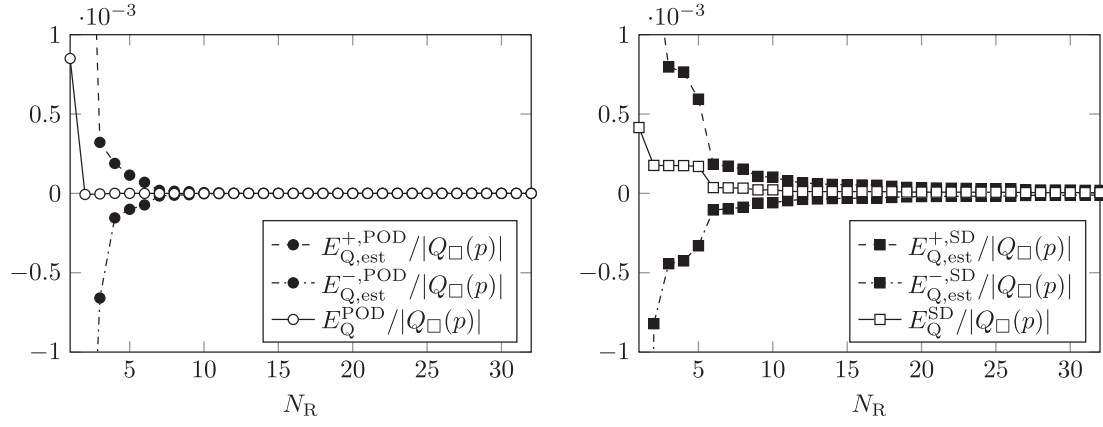 ·10⁻³
1
0.5
0
−0.5
−1
5 10 15 20 25 30
N_R
E_{Q,est}^{+,POD}/|Q_□(p)|
E_{Q,est}^{−,POD}/|Q_□(p)|
E_Q^{POD}/|Q_□(p)|
·10⁻³
1
0.5
0
−0.5
−1
5 10 15 20 25 30
N_R
E_{Q,est}^{+,SD}/|Q_□(p)|
E_{Q,est}^{−,SD}/|Q_□(p)|
E_Q^{SD}/|Q_□(p)|